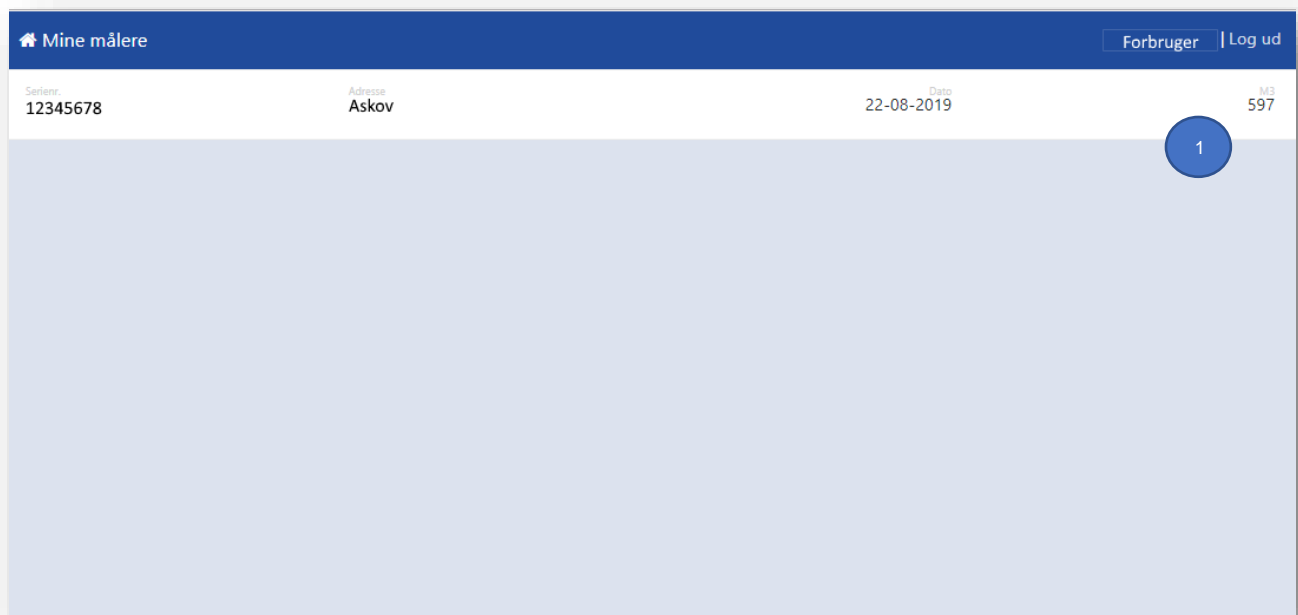 Mine målere Forbruger | Log ud
Serienr. Adresse Dato M3
12345678 Askov 22-08-2019 597
1